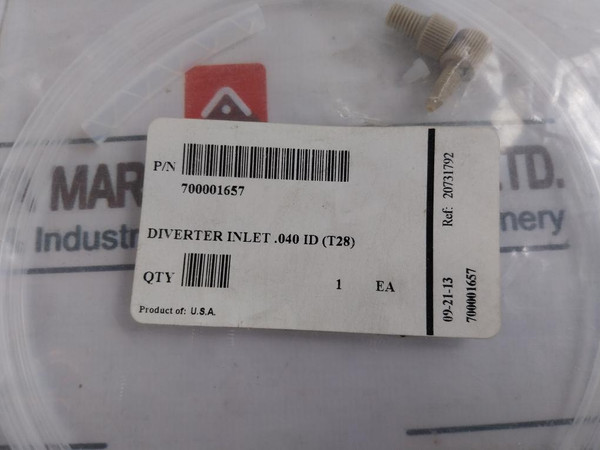 P/N
700001657
DIVERTER INLET .040 ID (T28)
QTY
1 EA
Product of: U.S.A.
Ref: 20731792
09-21-13
700001657
MAR
LTD.
Industr
nery